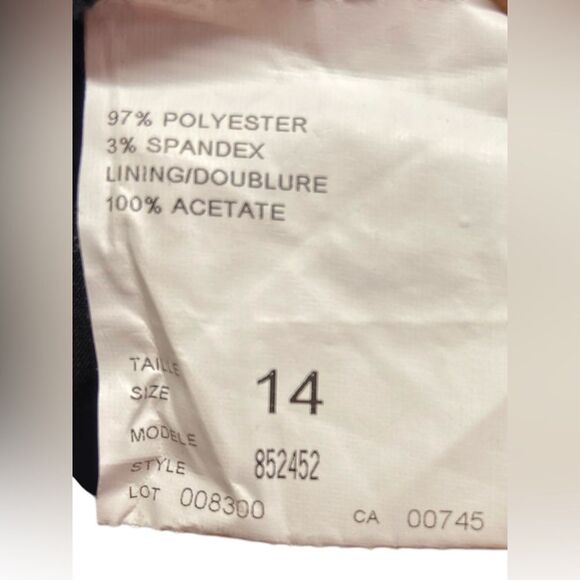 97% POLYESTER
3% SPANDEX
LINING/DOUBLURE
100% ACETATE
TAILLE
SIZE 14
MODELE
STYLE 852452
LOT 008300 CA 00745